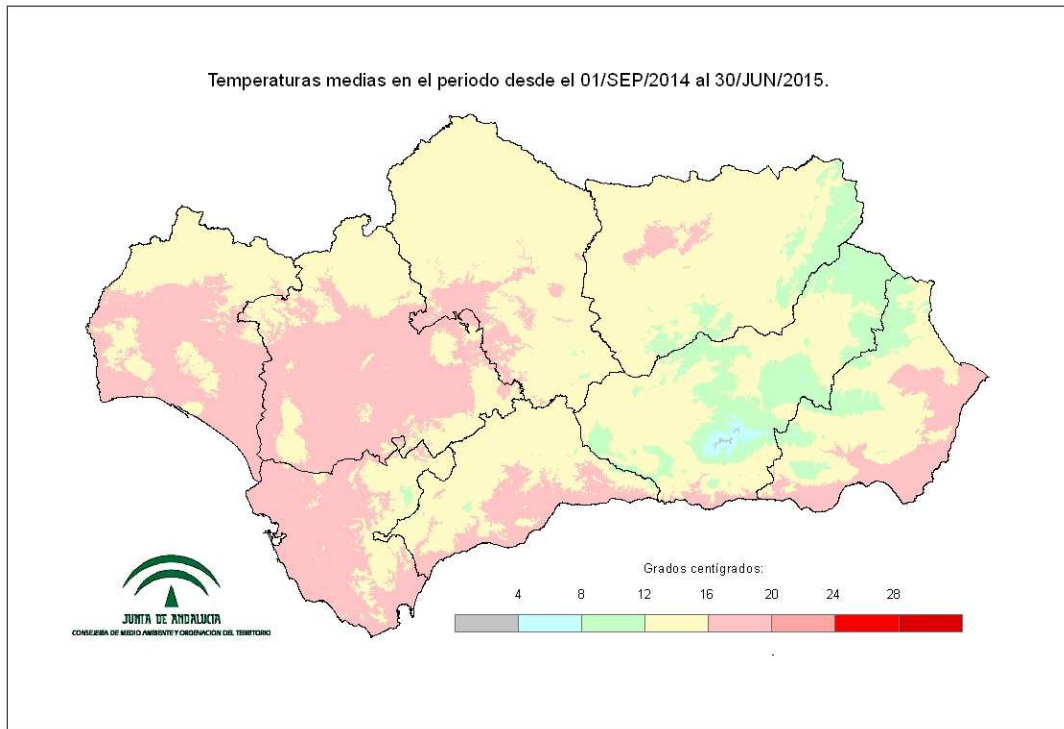 Temperaturas medias en el periodo desde el 01/SEP/2014 al 30/JUN/2015.
Grados centígrados:
4 8 12 16 20 24 28
JUNTA DE ANDALUCIA
CONSEJERÍA DE MEDIO AMBIENTE Y ORDENACIÓN DEL TERRITORIO